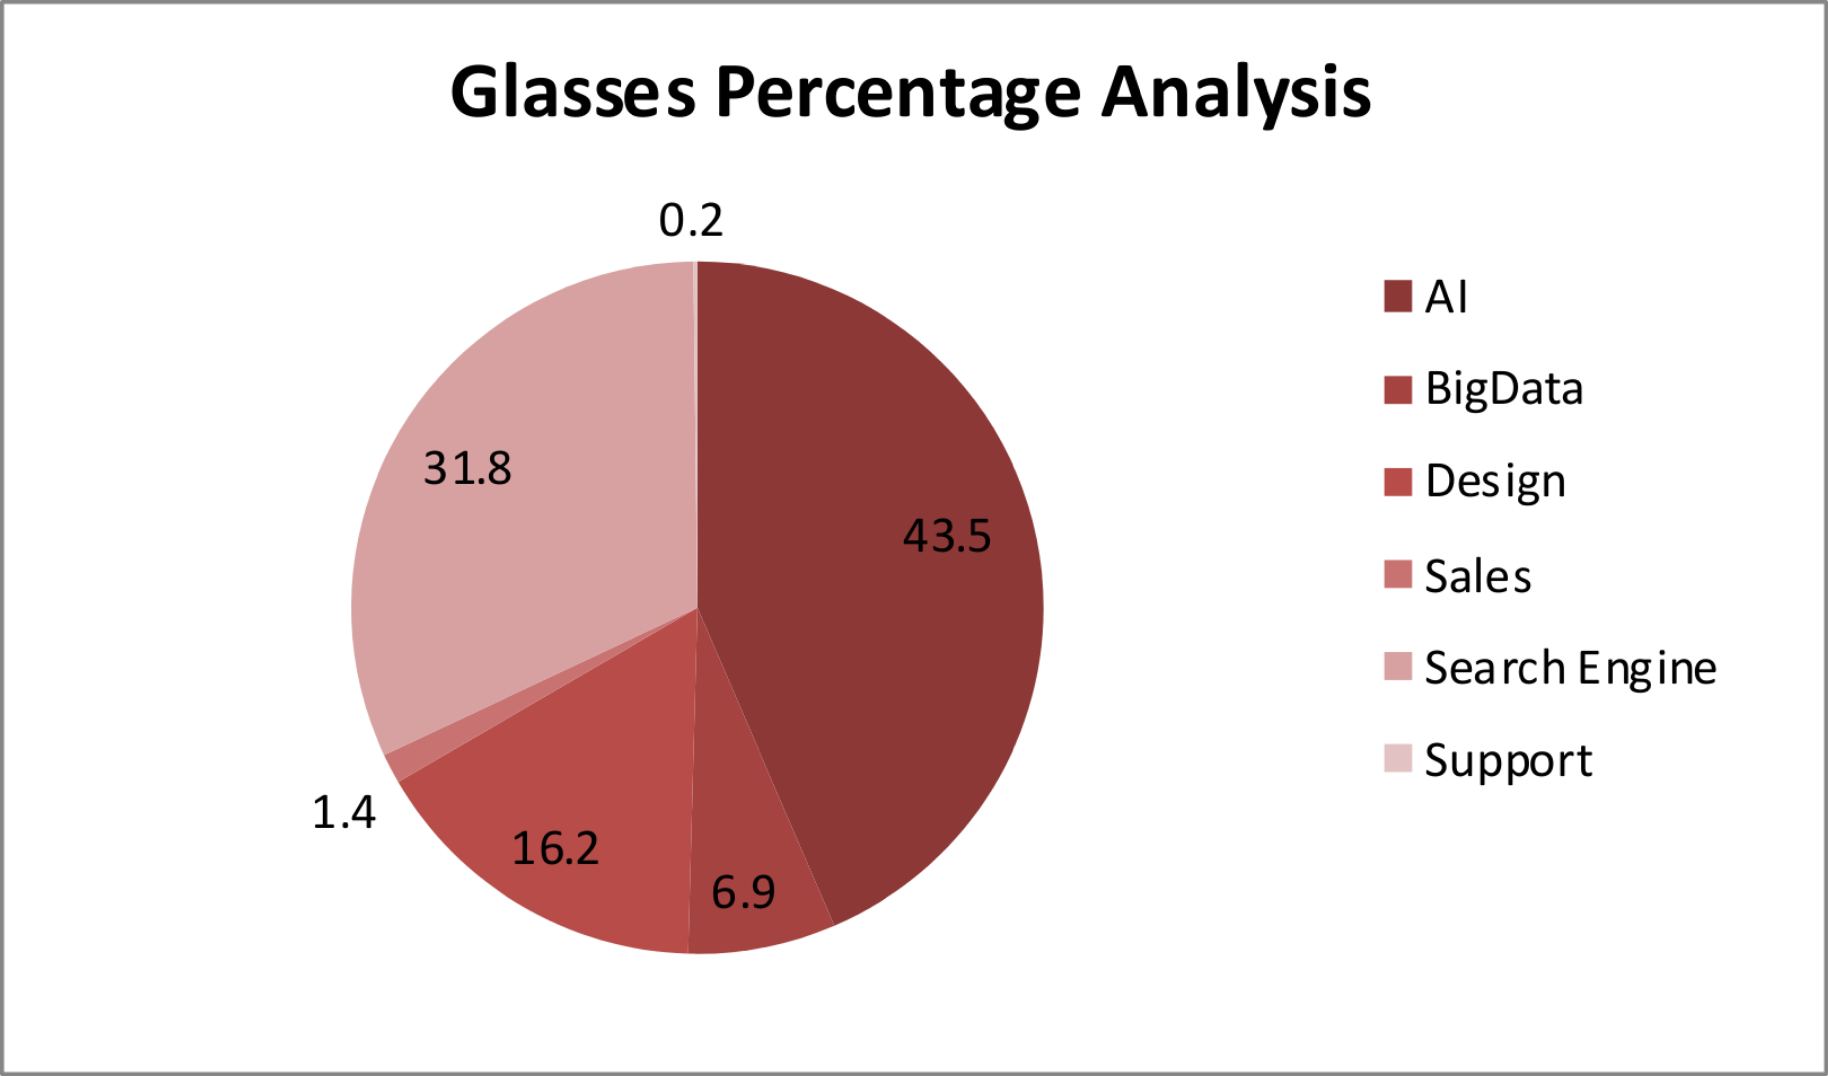 Glasses Percentage Analysis
0.2
31.8
43.5
1.4
16.2
6.9
AI
BigData
Design
Sales
Search Engine
Support